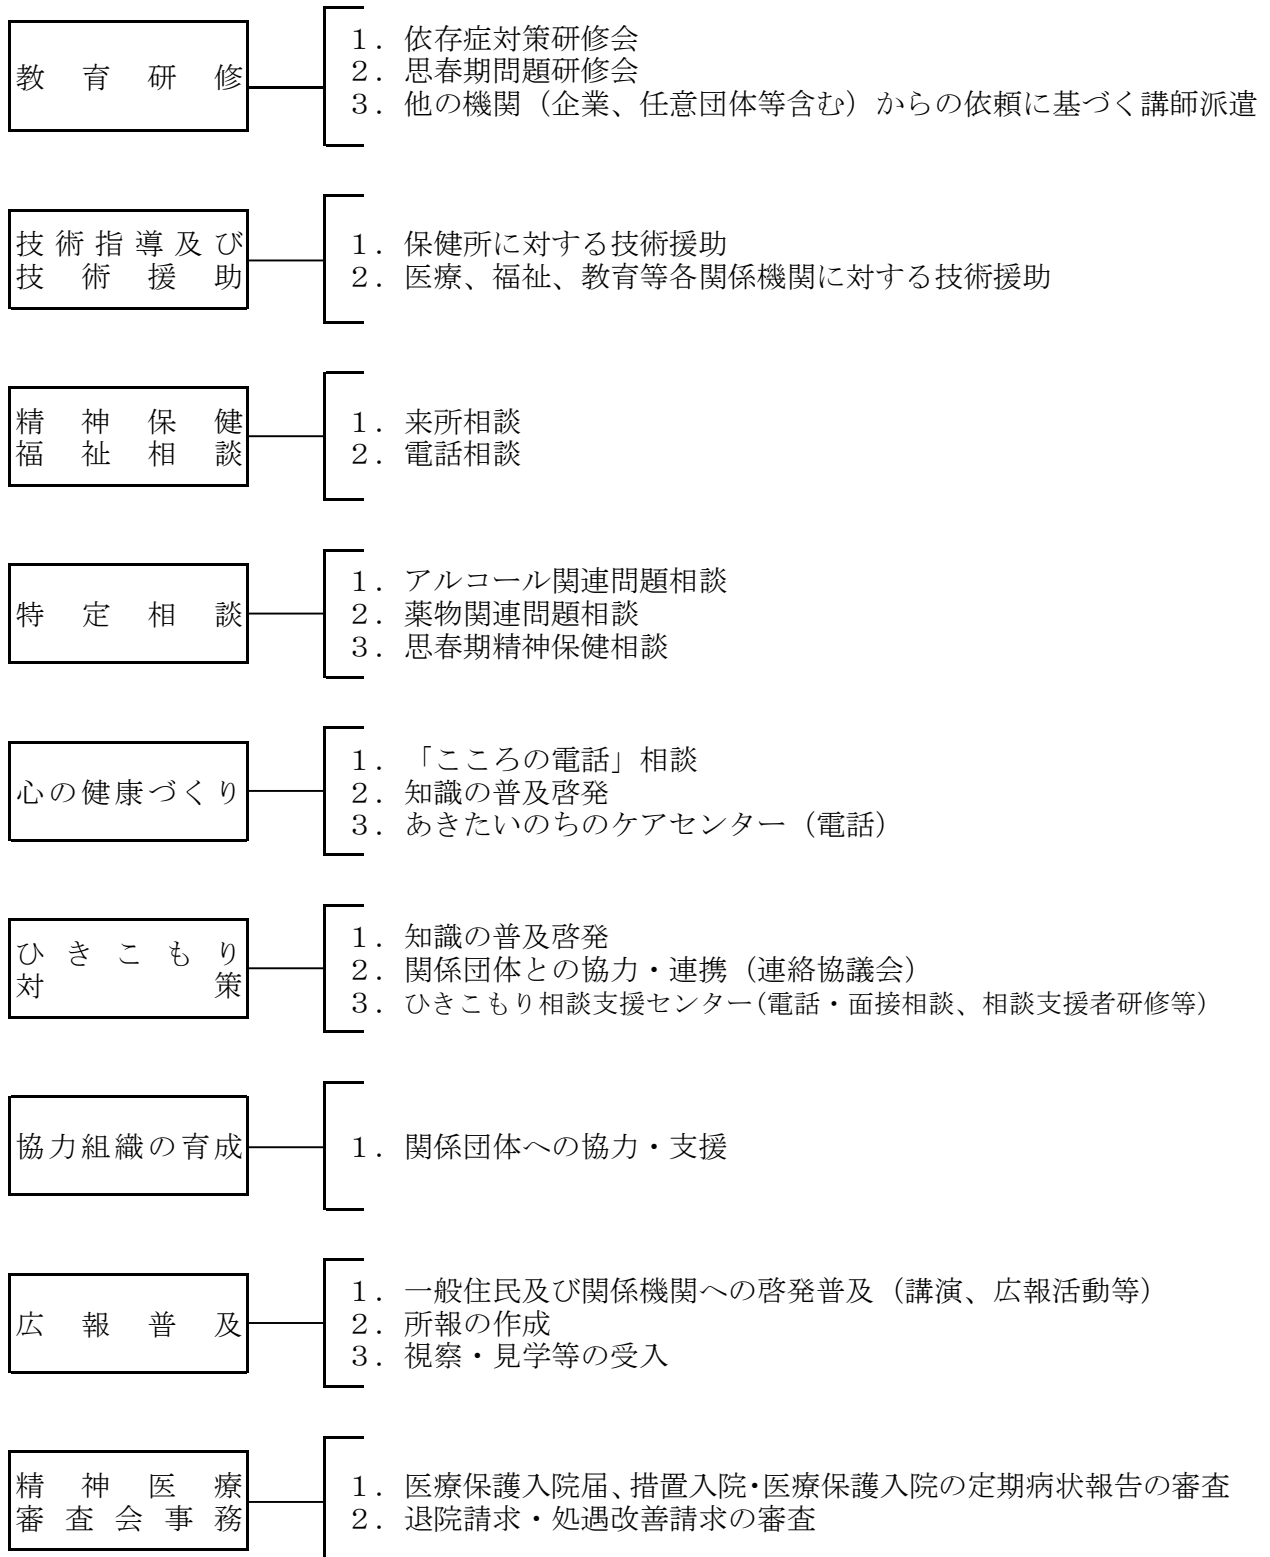 教育研修
1．依存症対策研修会
2．思春期問題研修会
3．他の機関（企業、任意団体等含む）からの依頼に基づく講師派遣
技術指導及び
技術援助
1．保健所に対する技術援助
2．医療、福祉、教育等各関係機関に対する技術援助
精神保健
福祉相談
1．来所相談
2．電話相談
特定相談
1．アルコール関連問題相談
2．薬物関連問題相談
3．思春期精神保健相談
心の健康づくり
1．「こころの電話」相談
2．知識の普及啓発
3．あきたいのちのケアセンター（電話）
ひきこもり
対策
1．知識の普及啓発
2．関係団体との協力・連携（連絡協議会）
3．ひきこもり相談支援センター(電話・面接相談、相談支援者研修等)
協力組織の育成
1．関係団体への協力・支援
広報普及
1．一般住民及び関係機関への啓発普及（講演、広報活動等）
2．所報の作成
3．視察・見学等の受入
精神医療
審査会事務
1．医療保護入院届、措置入院・医療保護入院の定期病状報告の審査
2．退院請求・処遇改善請求の審査